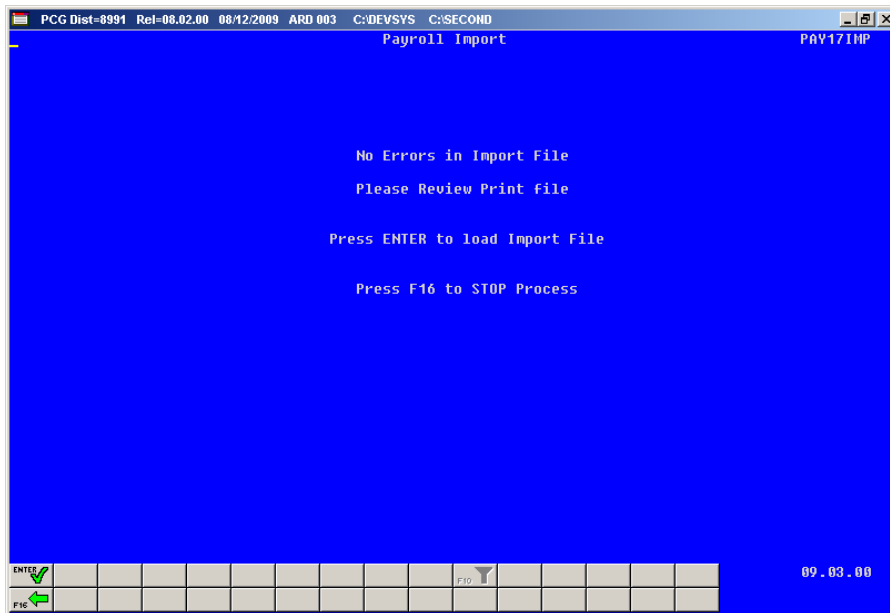 PCG Dist=8991 Rel=08.02.00 08/12/2009 ARD 003 C:\DEVSYS C:\SECOND
Payroll Import PAY17IMP
No Errors in Import File
Please Review Print file
Press ENTER to load Import File
Press F16 to STOP Process
ENTER F10 09.03.00
F16